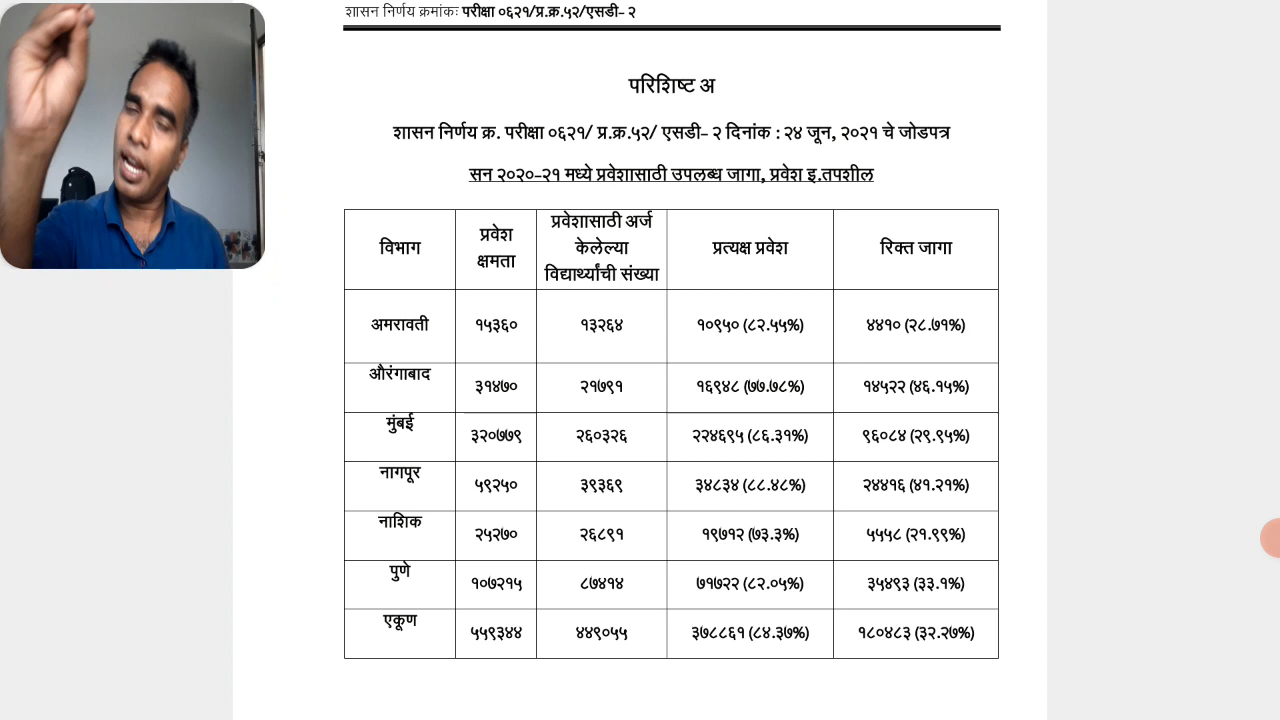 शासन निर्णय क्रमांकः परीक्षा ०६२१/प्र.क्र.५२/एसडी- २
परिशिष्ट अ
शासन निर्णय क्र. परीक्षा ०६२१/ प्र.क्र.५२/ एसडी- २ दिनांक : २४ जून, २०२१ चे जोडपत्र
सन २०२०-२१ मध्ये प्रवेशासाठी उपलब्ध जागा, प्रवेश इ.तपशील
विभाग प्रवेश क्षमता प्रवेशासाठी अर्ज केलेल्या विद्यार्थ्यांची संख्या प्रत्यक्ष प्रवेश रिक्त जागा
अमरावती १५३६० १३२६४ १०९५० (८२.५५%) ४४१० (२८.७१%)
औरंगाबाद ३१४७० २१७९१ १६९४८ (७७.७८%) १४५२२ (४६.१५%)
मुंबई ३२०७७९ २६०३२६ २२४६९५ (८६.३१%) ९६०८४ (२९.९५%)
नागपूर ५९२५० ३९३६९ ३४८३४ (८८.४८%) २४४१६ (४१.२१%)
नाशिक २५२७० २६८९१ १९७१२ (७३.३%) ५५५८ (२१.९९%)
पुणे १०७२१५ ८७४१४ ७१७२२ (८२.०५%) ३५४९३ (३३.१%)
एकूण ५५९३४४ ४४९०५५ ३७८८६१ (८४.३७%) १८०४८३ (३२.२७%)